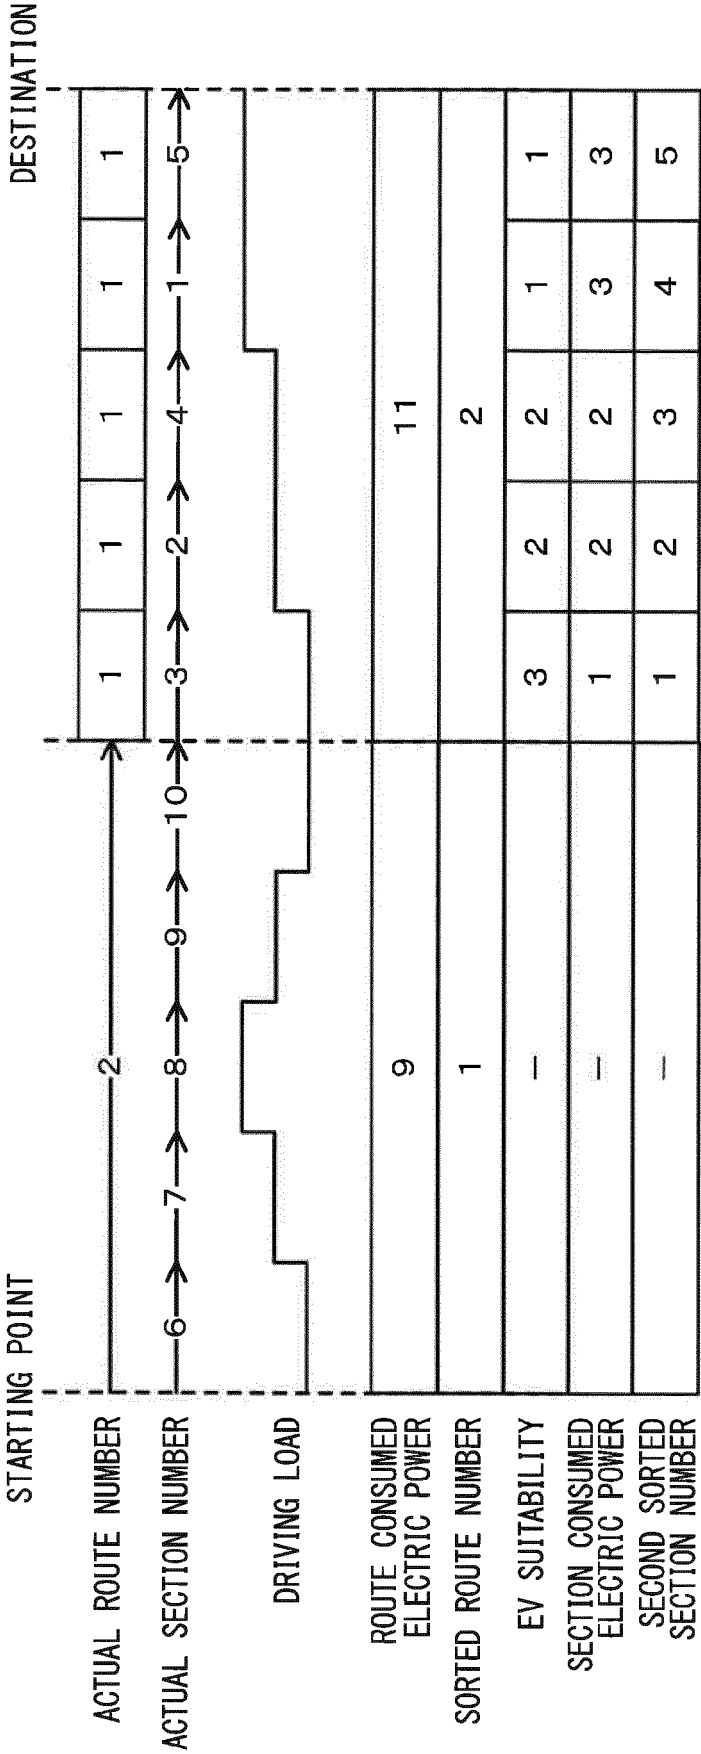 STARTING POINT DESTINATION
ACTUAL ROUTE NUMBER 2 1 1 1 1 1
ACTUAL SECTION NUMBER 6 7 8 9 10 3 2 4 1 5
DRIVING LOAD
ROUTE CONSUMED
ELECTRIC POWER 9 11
SORTED ROUTE NUMBER 1 2
EV SUITABILITY – 3 2 2 1 1
SECTION CONSUMED
ELECTRIC POWER – 1 2 2 3 3
SECOND SORTED
SECTION NUMBER – 1 2 3 4 5